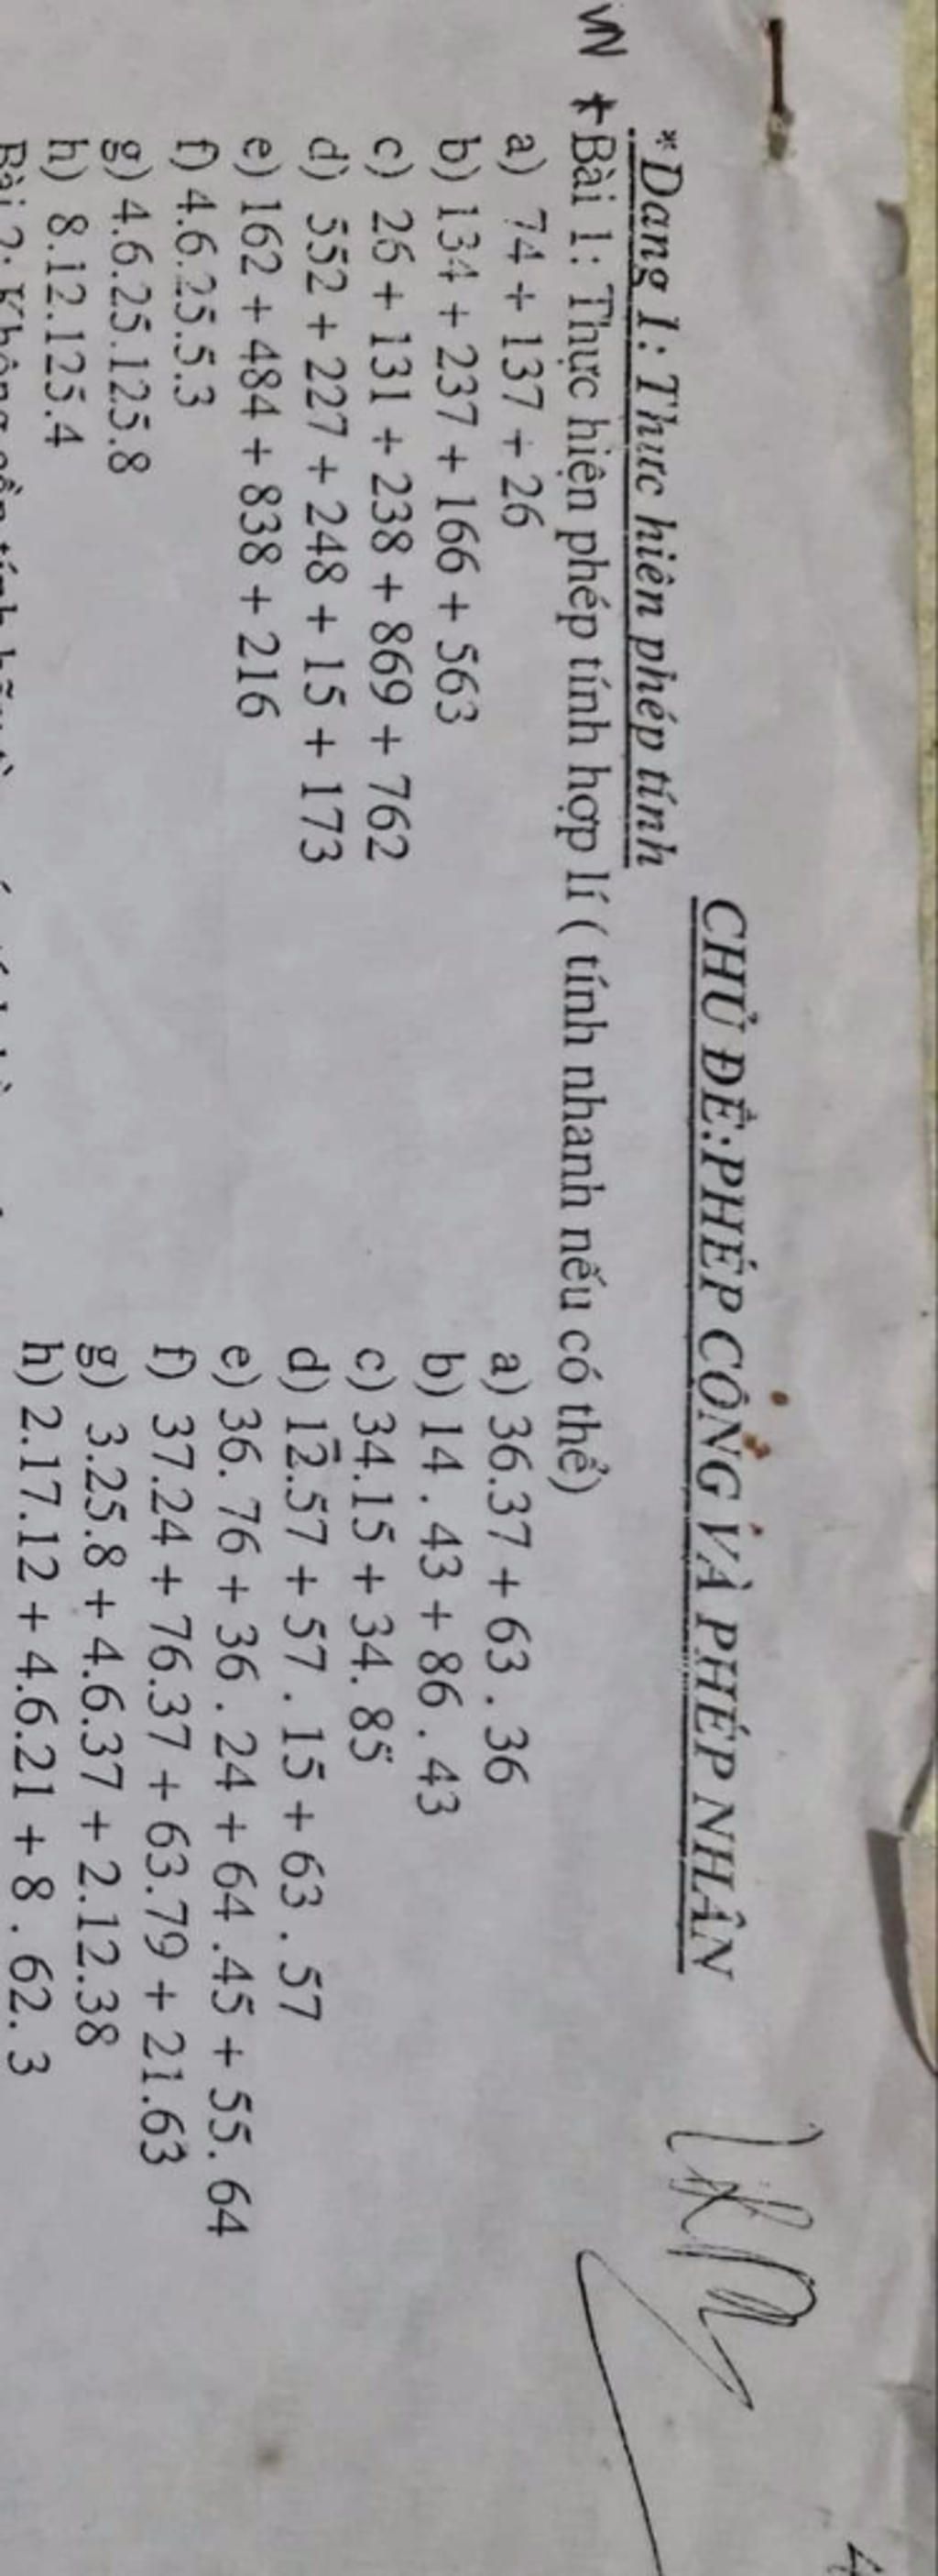 CHỦ ĐỀ:PHÉP CỘNG VÀ PHÉP NHÂN
*Dạng 1: Thực hiện phép tính
VN + Bài 1: Thực hiện phép tính hợp lí ( tính nhanh nếu có thể)
a) 74 + 137 + 26
b) 134 + 237 + 166 + 563
c) 26 + 131 + 238 + 869 + 762
d) 552 + 227 + 248 + 15 + 173
e) 162 + 484 + 838 + 216
f) 4.6.25.5.3
g) 4.6.25.125.8
h) 8.12.125.4
a) 36.37 + 63 . 36
b) 14 . 43 + 86 . 43
c) 34.15 + 34. 85
d) 12.57 + 57 . 15 + 63 . 57
e) 36. 76 + 36 . 24 + 64 .45 + 55. 64
f) 37.24 + 76.37 + 63.79 + 21.63
g) 3.25.8 + 4.6.37 + 2.12.38
h) 2.17.12 + 4.6.21 + 8 . 62. 3
Bài 2: Không